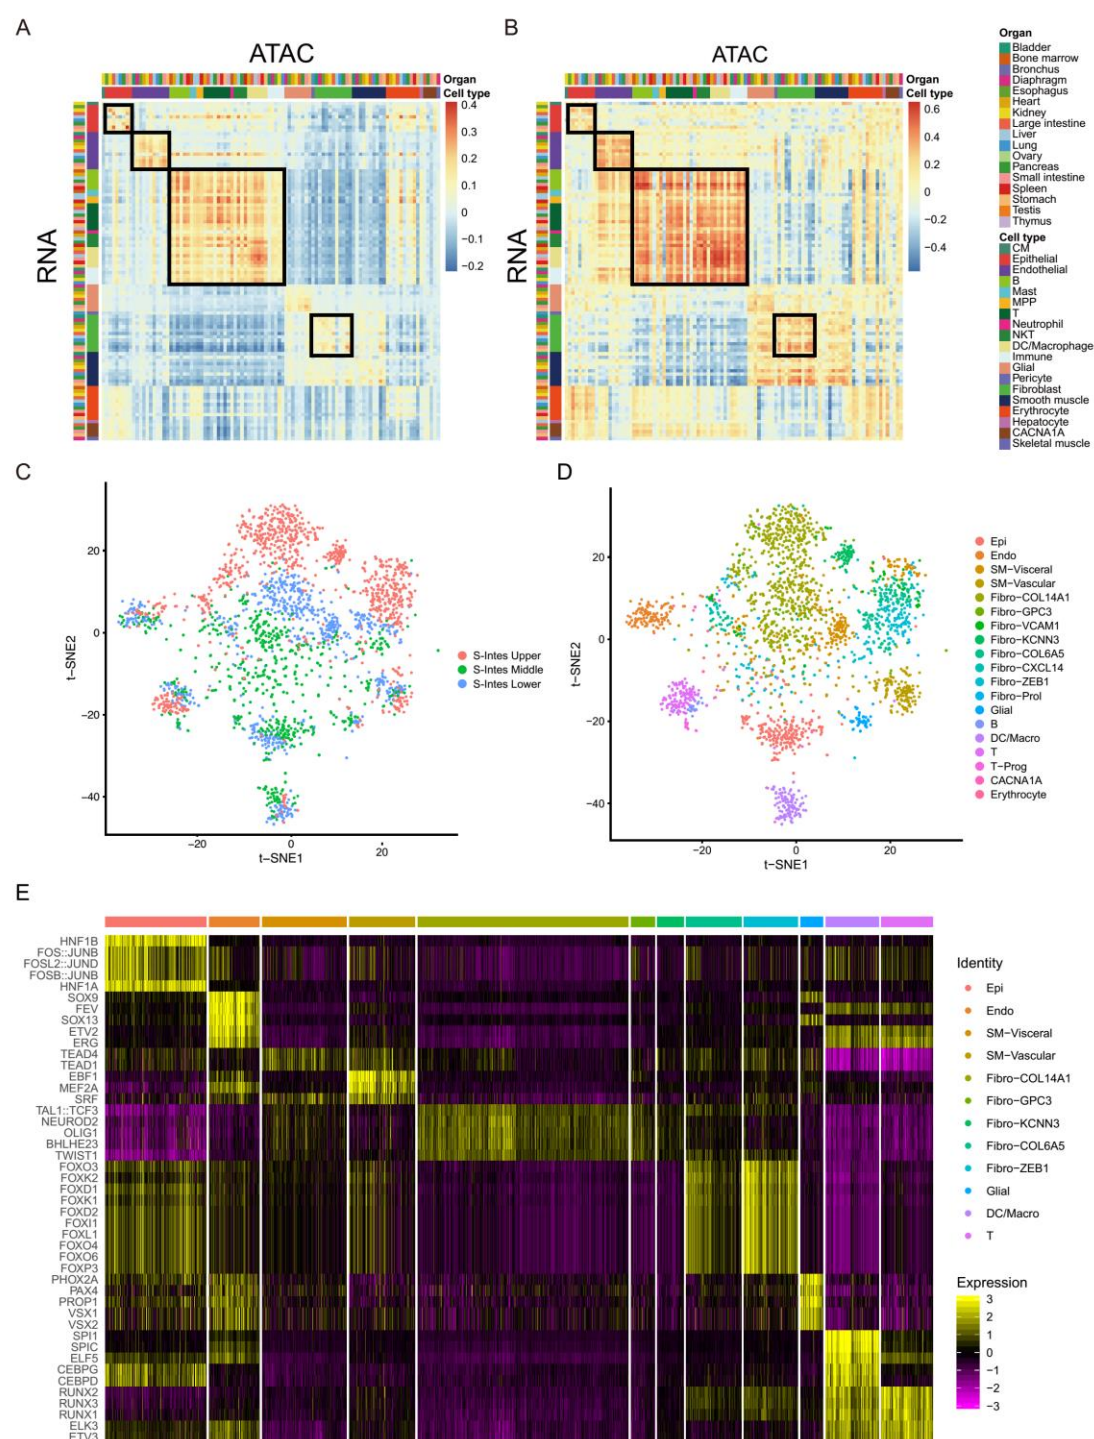 A
B
ATAC
ATAC
Organ
Cell type
Organ
Cell type
RNA
RNA
0.4
0.3
0.2
0.1
0
−0.1
−0.2
0.6
0.4
0.2
0
−0.2
−0.4
Organ
Bladder
Bone marrow
Bronchus
Diaphragm
Esophagus
Heart
Kidney
Large intestine
Liver
Lung
Ovary
Pancreas
Small intestine
Spleen
Stomach
Testis
Thymus
Cell type
CM
Epithelial
Endothelial
B
Mast
MPP
T
Neutrophil
NKT
DC/Macrophage
Immune
Glial
Pericyte
Fibroblast
Smooth muscle
Erythrocyte
Hepatocyte
CACNA1A
Skeletal muscle
C
t−SNE2
20
0
−20
−40
−20
0
20
t−SNE1
S−Intes Upper
S−Intes Middle
S−Intes Lower
D
t−SNE2
20
0
−20
−40
−20
0
20
t−SNE1
Epi
Endo
SM−Visceral
SM−Vascular
Fibro−COL14A1
Fibro−GPC3
Fibro−VCAM1
Fibro−KCNN3
Fibro−COL6A5
Fibro−CXCL14
Fibro−ZEB1
Fibro−Prol
Glial
B
DC/Macro
T
T−Prog
CACNA1A
Erythrocyte
E
HNF1B
FOS::JUNB
FOSL2::JUND
FOSB::JUNB
HNF1A
SOX9
FEV
SOX13
ETV2
ERG
TEAD4
TEAD1
EBF1
MEF2A
SRF
TAL1::TCF3
NEUROD2
OLIG1
BHLHE23
TWIST1
FOXO3
FOXK2
FOXD1
FOXK1
FOXD2
FOXI1
FOXL1
FOXO4
FOXO6
FOXP3
PHOX2A
PAX4
PROP1
VSX1
VSX2
SPI1
SPIC
ELF5
CEBPG
CEBPD
RUNX2
RUNX3
RUNX1
ELK3
ETV3
Identity
Epi
Endo
SM−Visceral
SM−Vascular
Fibro−COL14A1
Fibro−GPC3
Fibro−KCNN3
Fibro−COL6A5
Fibro−ZEB1
Glial
DC/Macro
T
Expression
3
2
1
0
−1
−2
−3